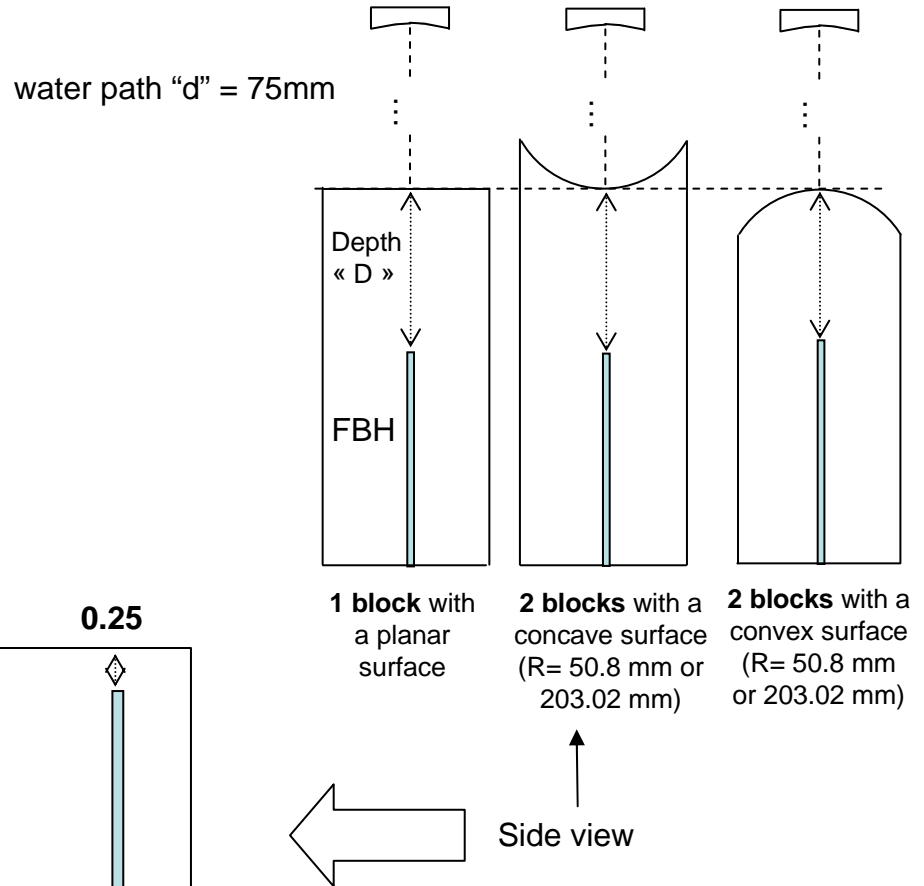 water path “d” = 75mm
Depth
« D »
FBH
1 block with
a planar
surface
2 blocks with a
concave surface
(R= 50.8 mm or
203.02 mm)
2 blocks with a
convex surface
(R= 50.8 mm
or 203.02 mm)
0.25
Side view